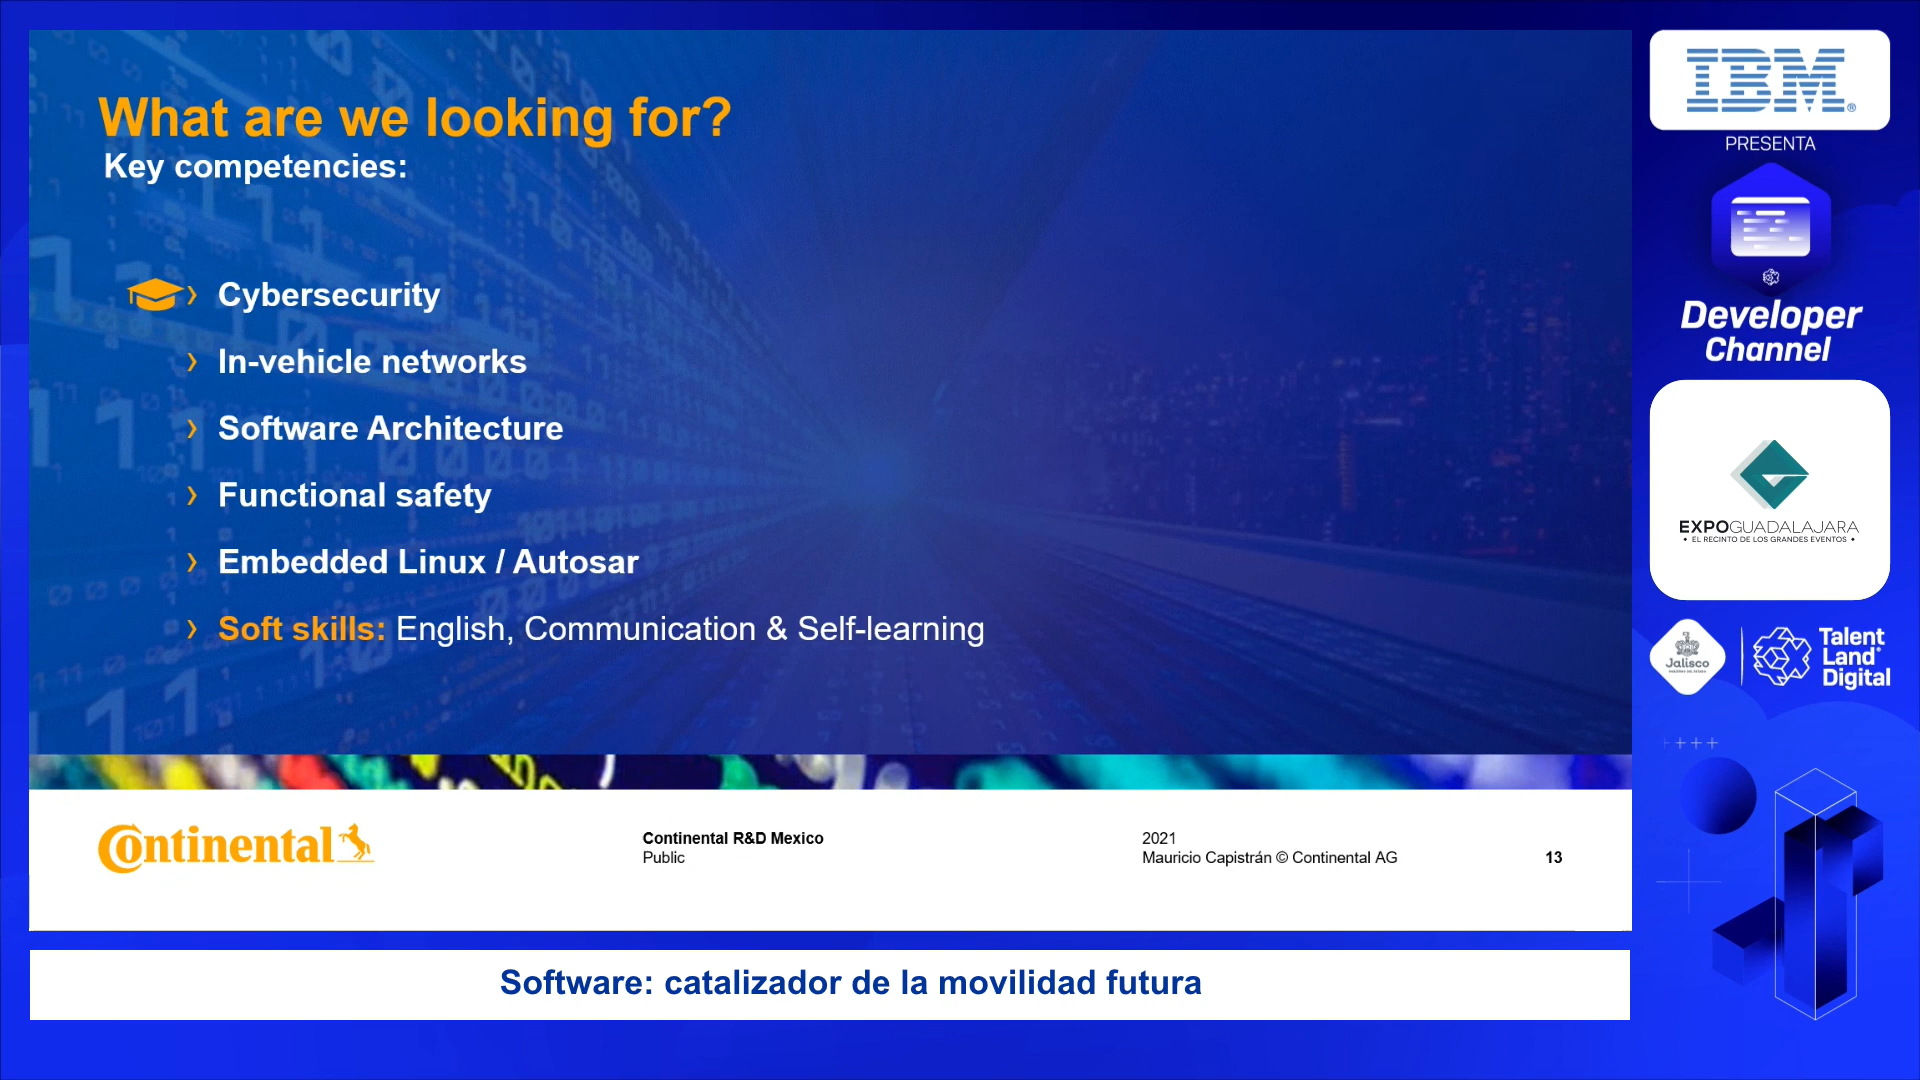 What are we looking for?
Key competencies:
Cybersecurity
In-vehicle networks
Software Architecture
Functional safety
Embedded Linux / Autosar
Soft skills: English, Communication & Self-learning
Continental
Continental R&D Mexico
Public
2021
Mauricio Capistrán © Continental AG
13
Software: catalizador de la movilidad futura
IBM®
PRESENTA
Developer
Channel
EXPOGUADALAJARA
• EL RECINTO DE LOS GRANDES EVENTOS •
Jalisco
Talent
Land®
Digital